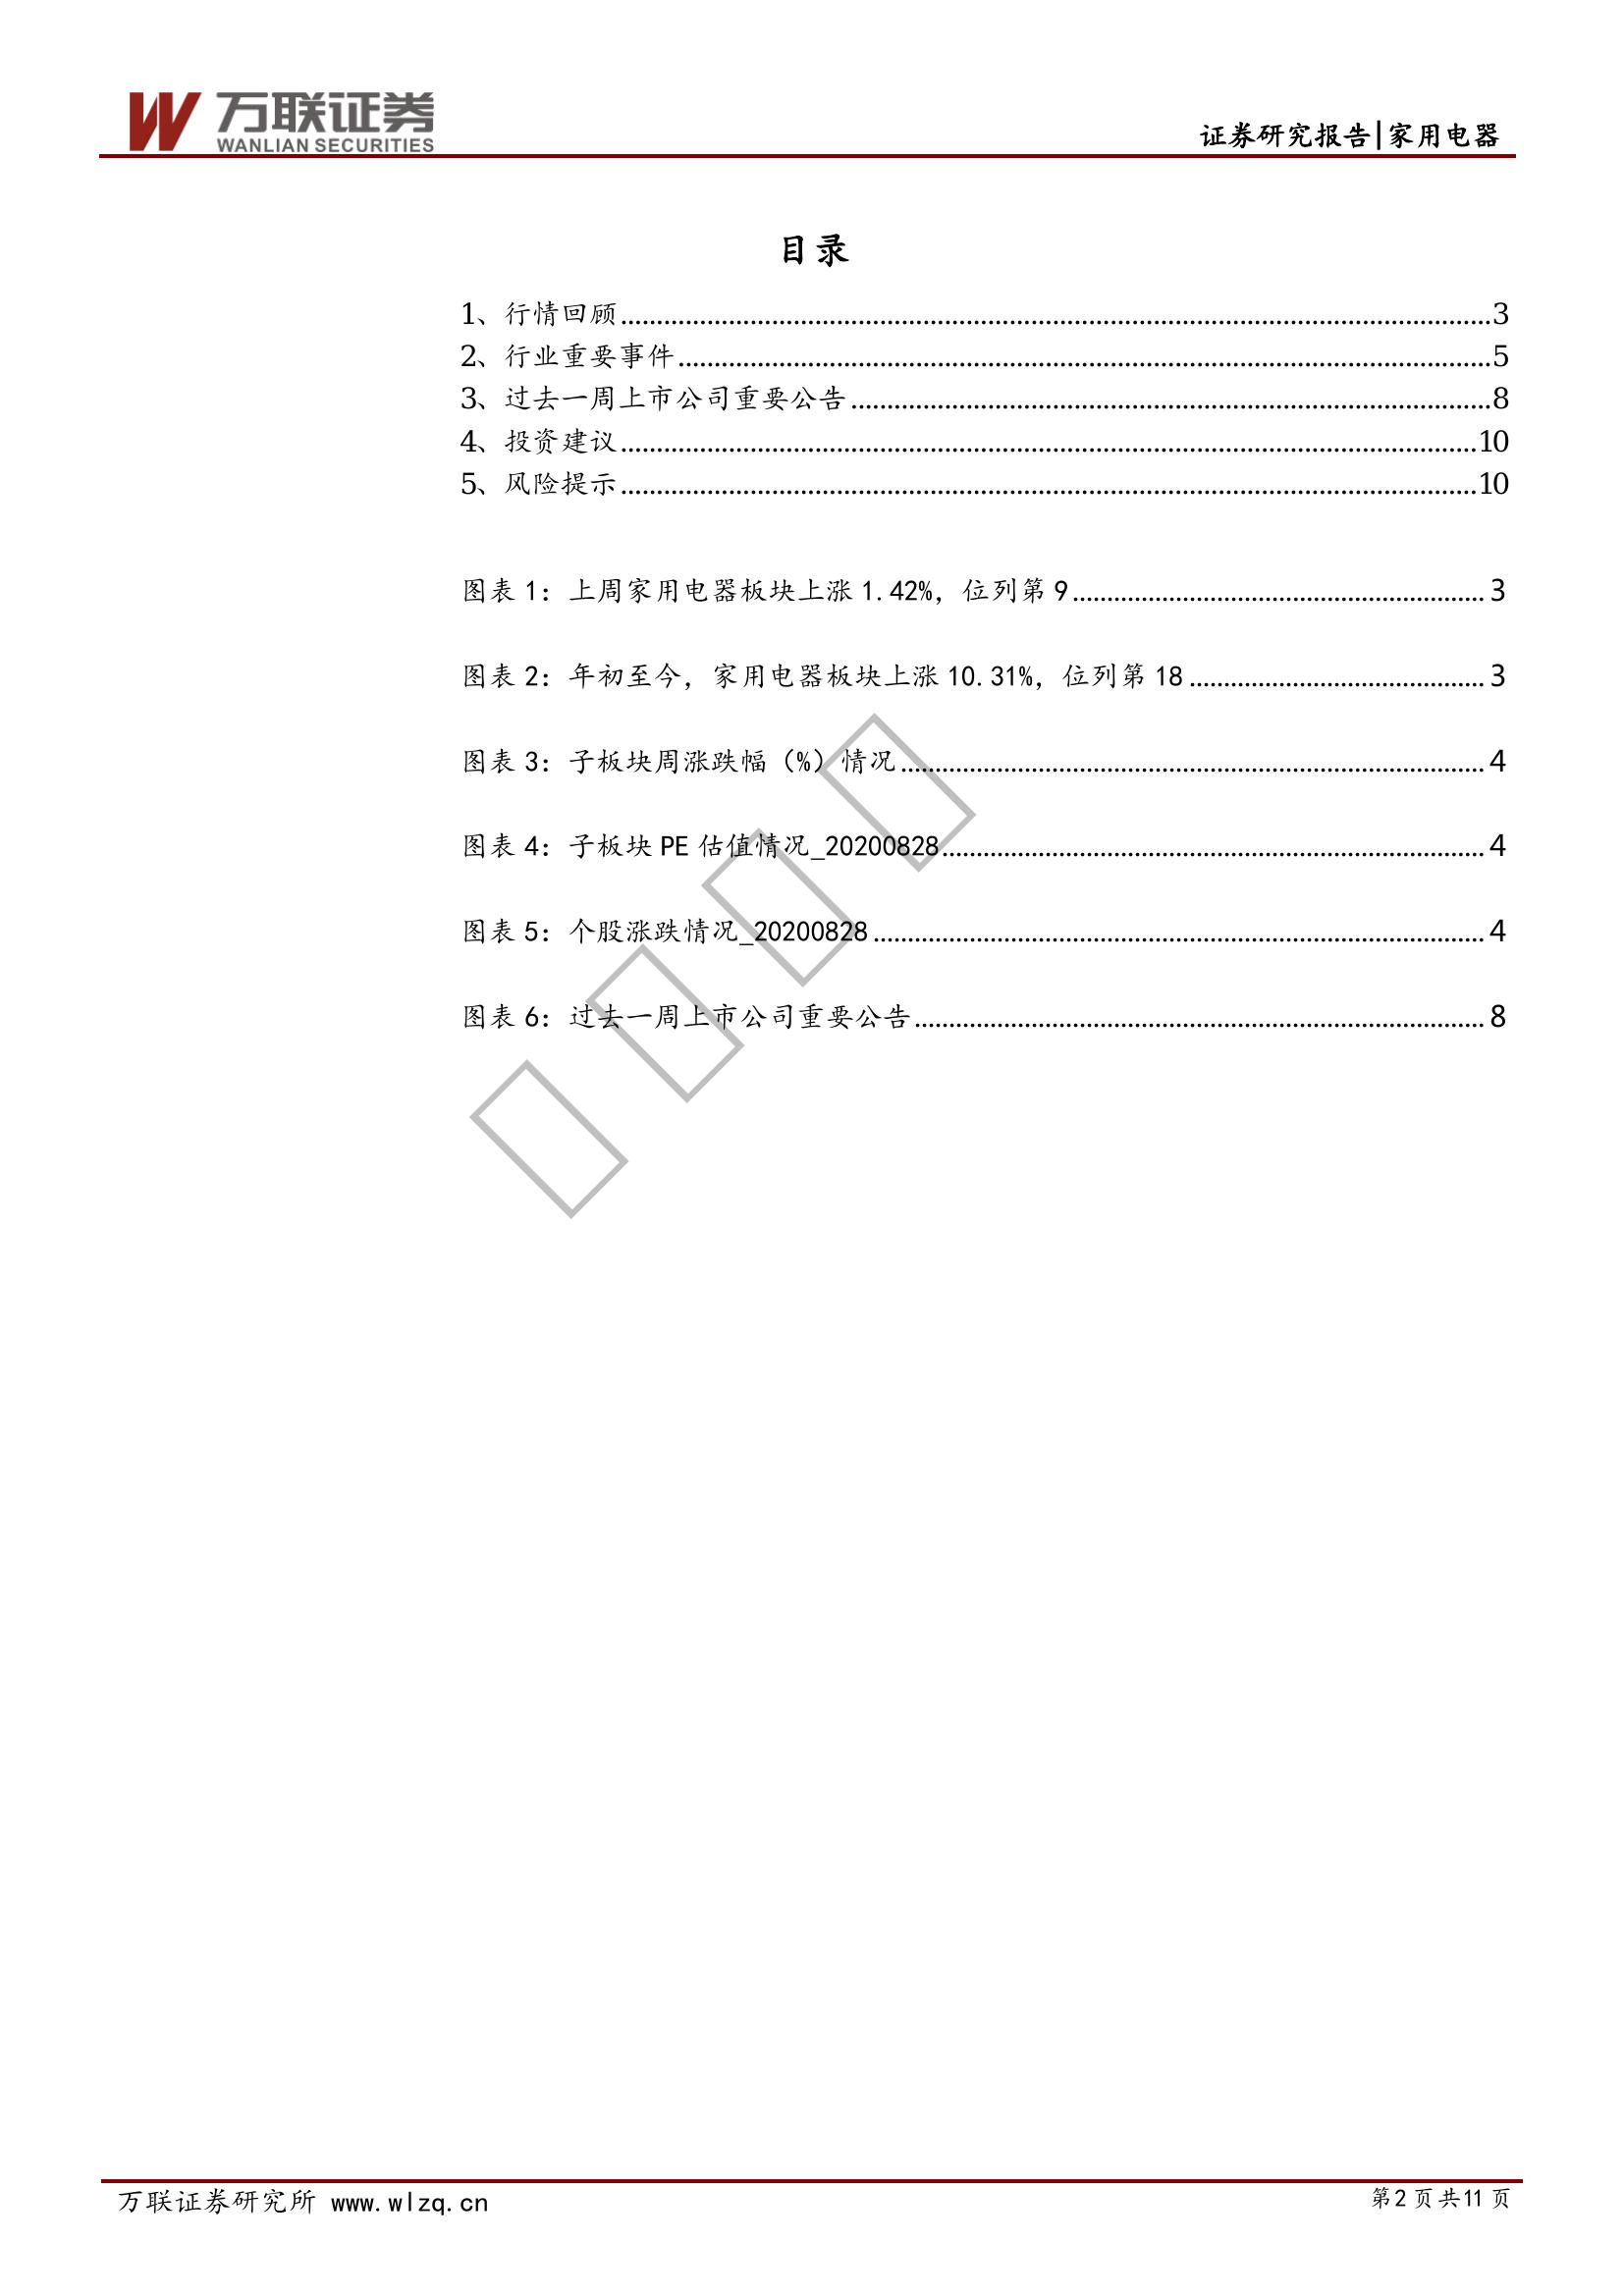 万联证券
WANLIAN SECURITIES
证券研究报告|家用电器
目录
1、行情回顾............3
2、行业重要事件............5
3、过去一周上市公司重要公告............8
4、投资建议............10
5、风险提示............10
图表 1：上周家用电器板块上涨 1.42%，位列第 9............3
图表 2：年初至今，家用电器板块上涨 10.31%，位列第 18............3
图表 3：子板块周涨跌幅（%）情况............4
图表 4：子板块 PE 估值情况_20200828............4
图表 5：个股涨跌情况_20200828............4
图表 6：过去一周上市公司重要公告............8
万联证券研究所 www.wlzq.cn
第 2 页 共 11 页